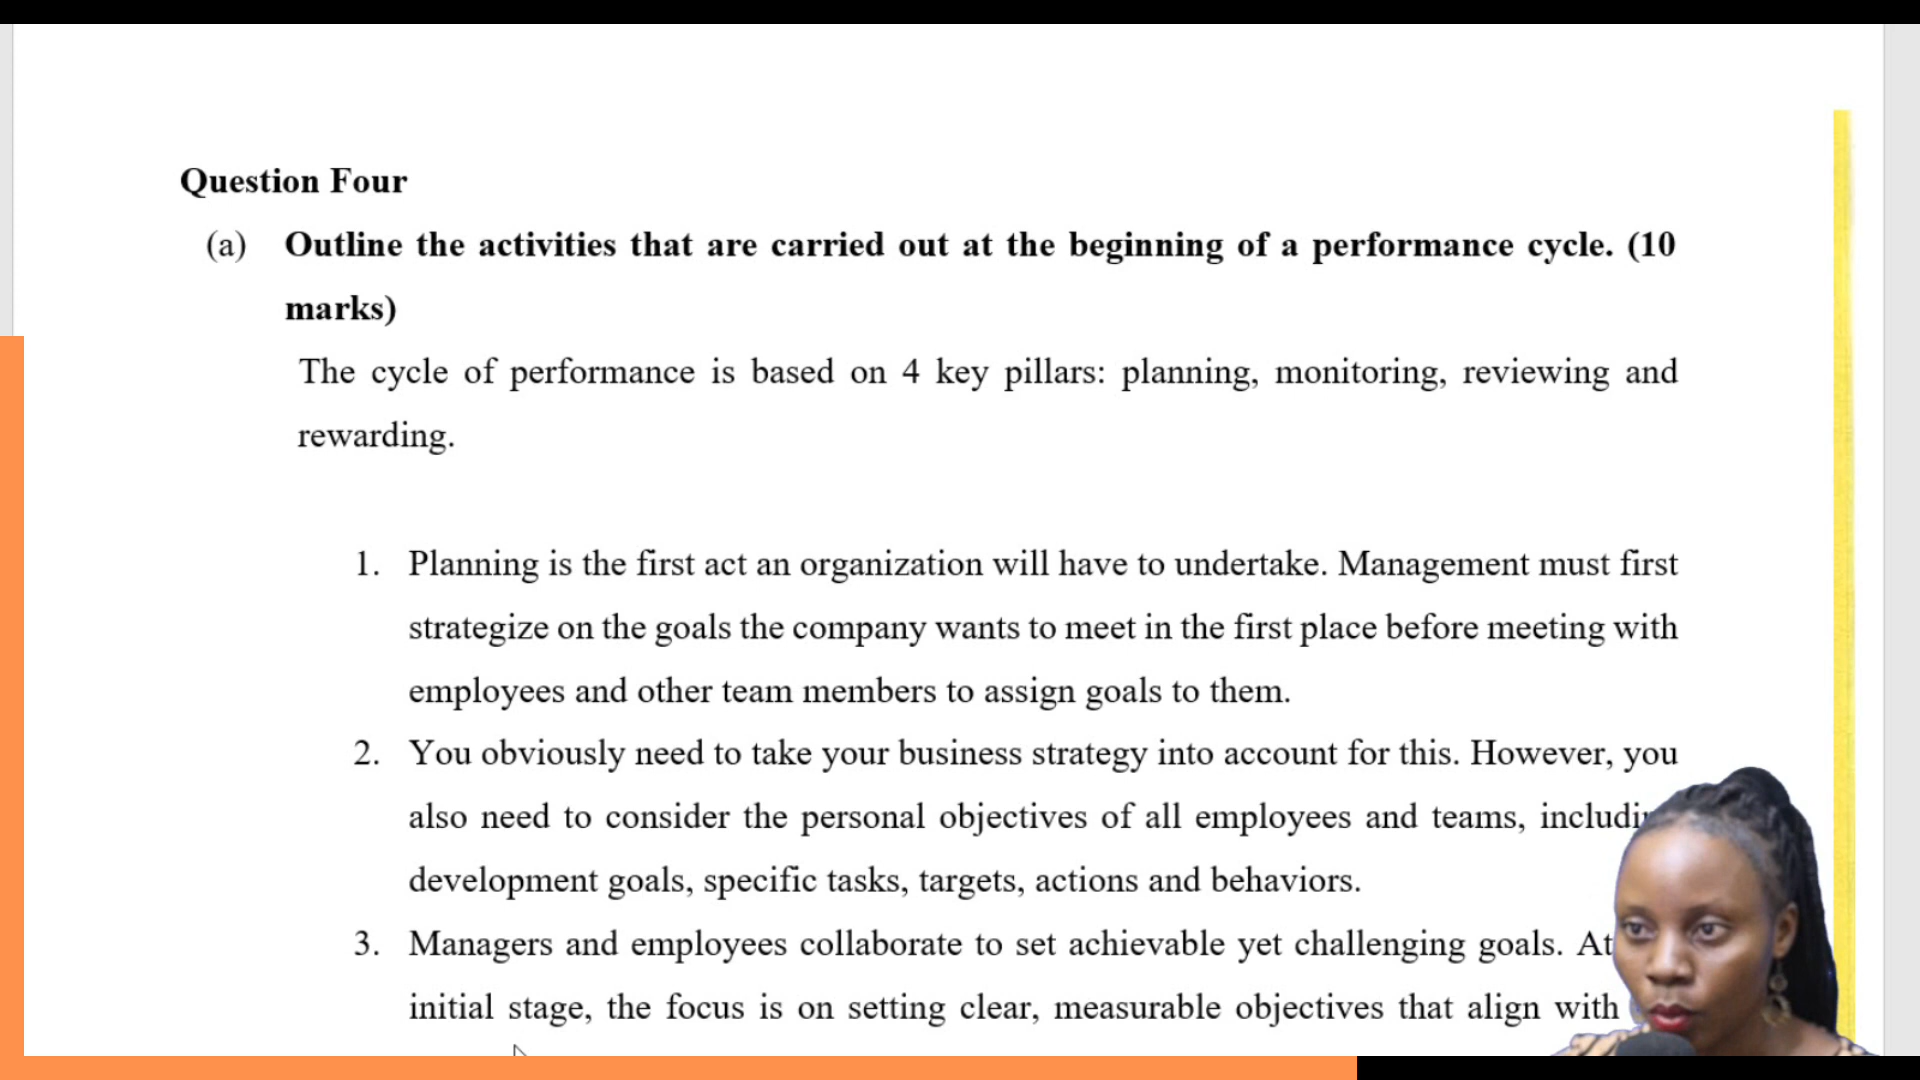 Question Four
(a) Outline the activities that are carried out at the beginning of a performance cycle. (10
marks)
The cycle of performance is based on 4 key pillars: planning, monitoring, reviewing and
rewarding.
1. Planning is the first act an organization will have to undertake. Management must first
strategize on the goals the company wants to meet in the first place before meeting with
employees and other team members to assign goals to them.
2. You obviously need to take your business strategy into account for this. However, you
also need to consider the personal objectives of all employees and teams,
development goals, specific tasks, targets, actions and behaviors.
3. Managers and employees collaborate to set achievable yet challenging goals. At
initial stage, the focus is on setting clear, measurable objectives that align with